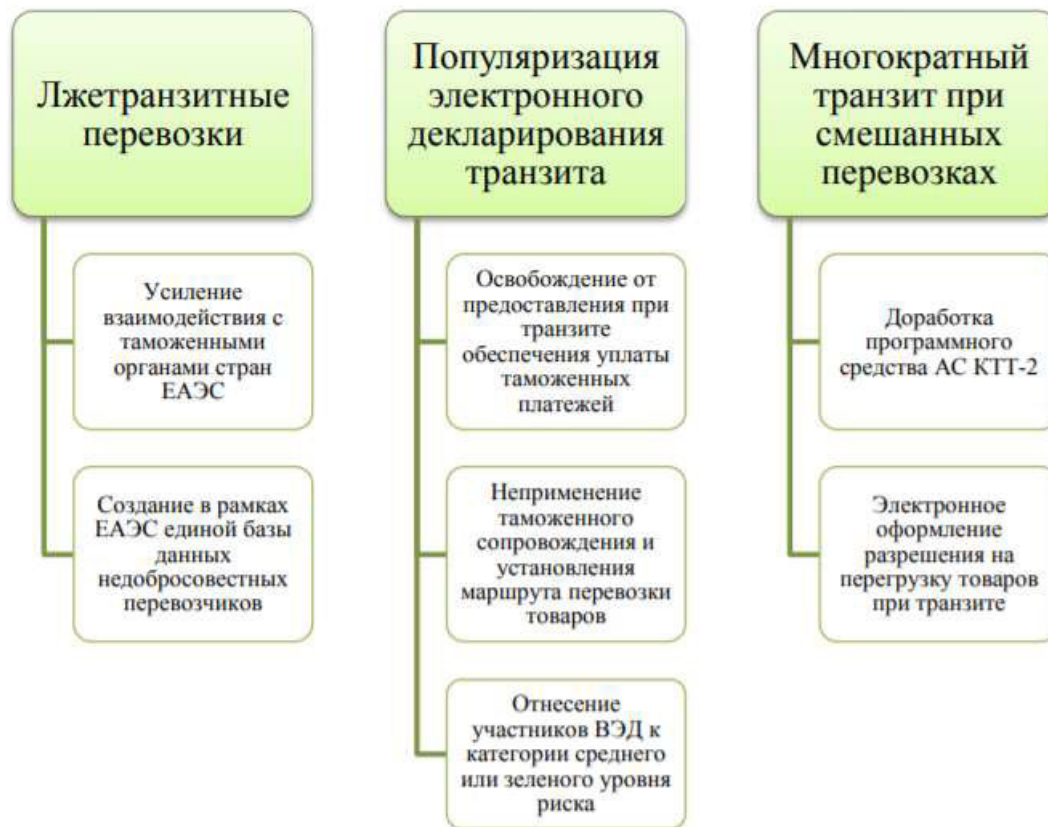 Лжетранзитные
перевозки
Усиление
взаимодействия с
таможенными
органами стран
ЕАЭС
Создание в рамках
ЕАЭС единой базы
данных
недобросовестных
перевозчиков
Популяризация
электронного
декларирования
транзита
Освобождение от
предоставления при
транзите
обеспечения уплаты
таможенных
платежей
Неприменение
таможенного
сопровождения и
установления
маршрута перевозки
товаров
Отнесение
участников ВЭД к
категории среднего
или зеленого уровня
риска
Многократный
транзит при
смешанных
перевозках
Доработка
программного
средства АС КТТ-2
Электронное
оформление
разрешения на
перегрузку товаров
при транзите